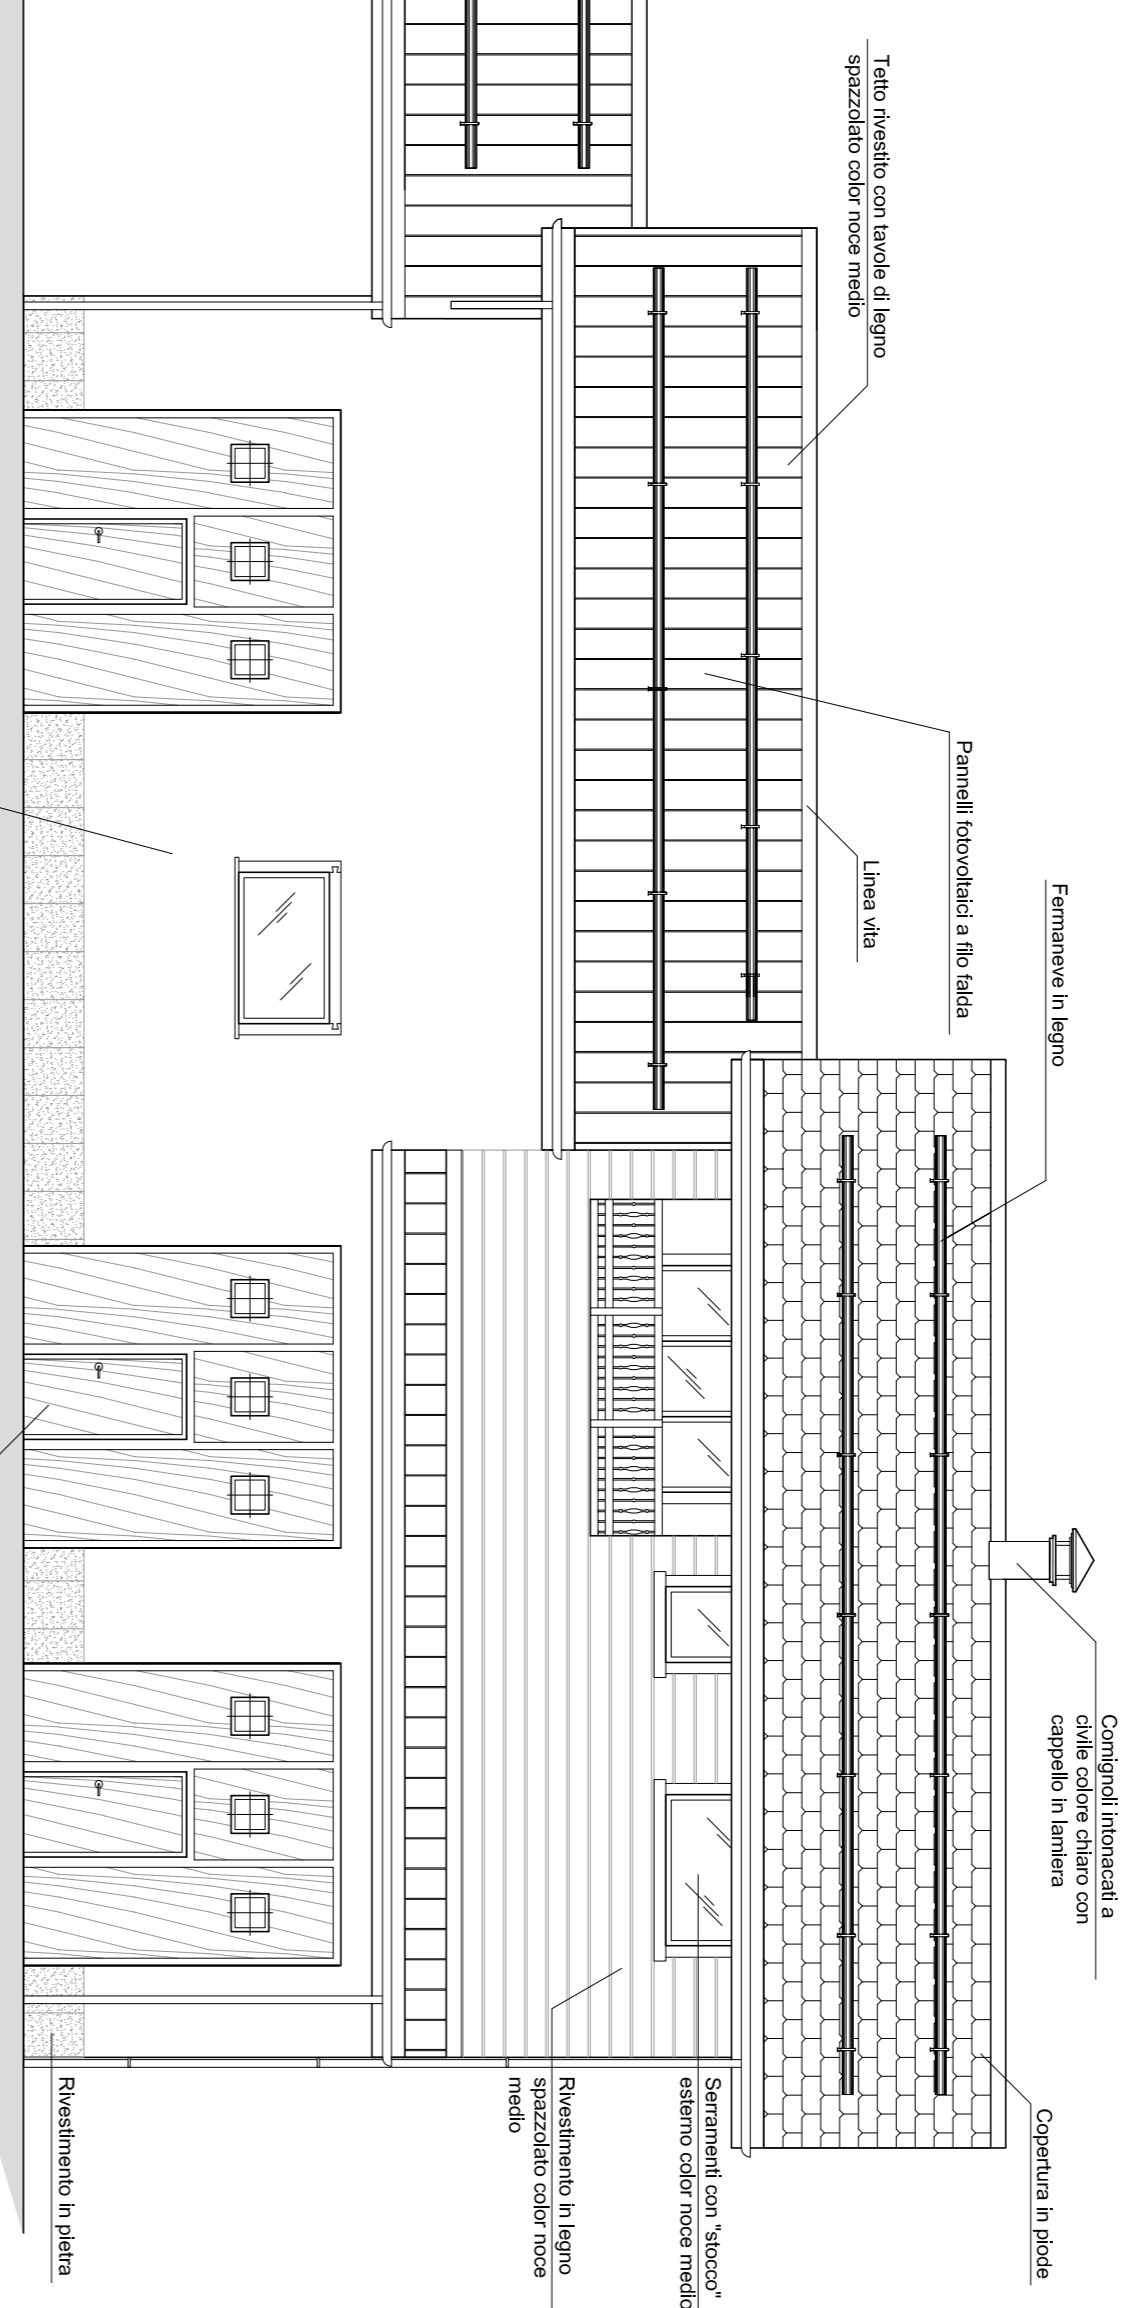 Tetto rivestito con tavole di legno
spazzolato color noce medio
Pannelli fotovoltaici a filo falda
Linea vita
Fermaneve in legno
Comignoli intonacati a
civile colore chiaro con
cappello in lamiera
Copertura in piode
Serramenti con "stocco"
esterno color noce medio
Rivestimento in legno
spazzolato color noce
medio
Rivestimento in pietra